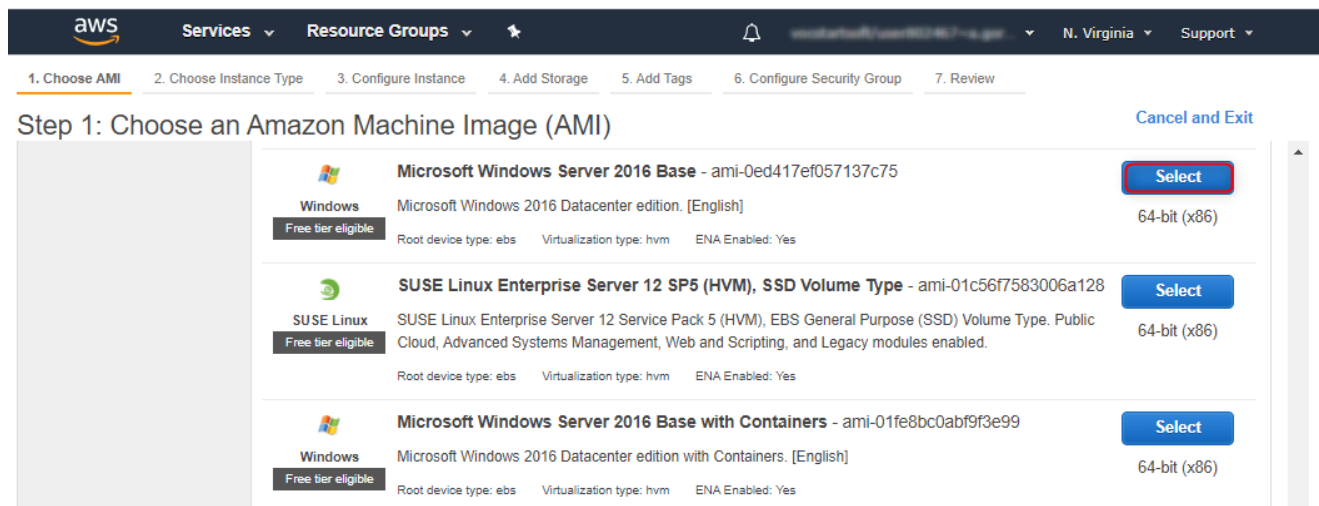 aws Services Resource Groups N. Virginia Support
1. Choose AMI 2. Choose Instance Type 3. Configure Instance 4. Add Storage 5. Add Tags 6. Configure Security Group 7. Review
Step 1: Choose an Amazon Machine Image (AMI) Cancel and Exit
Microsoft Windows Server 2016 Base - ami-0ed417ef057137c75 Select
Windows Microsoft Windows 2016 Datacenter edition. [English] 64-bit (x86)
Free tier eligible
Root device type: ebs Virtualization type: hvm ENA Enabled: Yes
SUSE Linux Enterprise Server 12 SP5 (HVM), SSD Volume Type - ami-01c56f7583006a128 Select
SUSE Linux SUSE Linux Enterprise Server 12 Service Pack 5 (HVM), EBS General Purpose (SSD) Volume Type. Public 64-bit (x86)
Free tier eligible Cloud, Advanced Systems Management, Web and Scripting, and Legacy modules enabled.
Root device type: ebs Virtualization type: hvm ENA Enabled: Yes
Microsoft Windows Server 2016 Base with Containers - ami-01fe8bc0abf9f3e99 Select
Windows Microsoft Windows 2016 Datacenter edition with Containers. [English] 64-bit (x86)
Free tier eligible
Root device type: ebs Virtualization type: hvm ENA Enabled: Yes